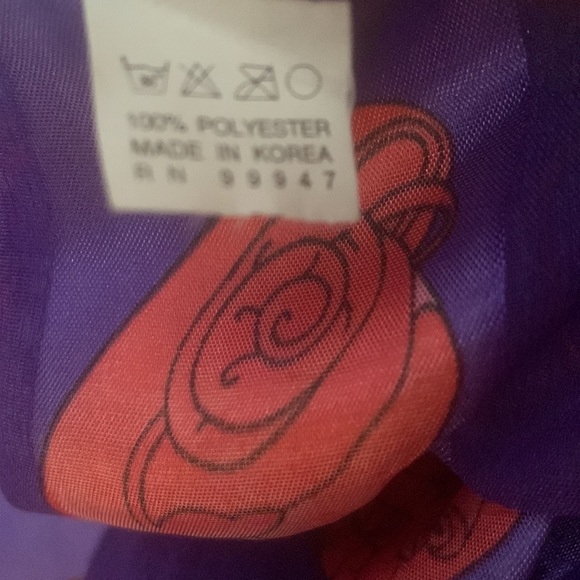 100% POLYESTER
MADE IN KOREA
RN 99947